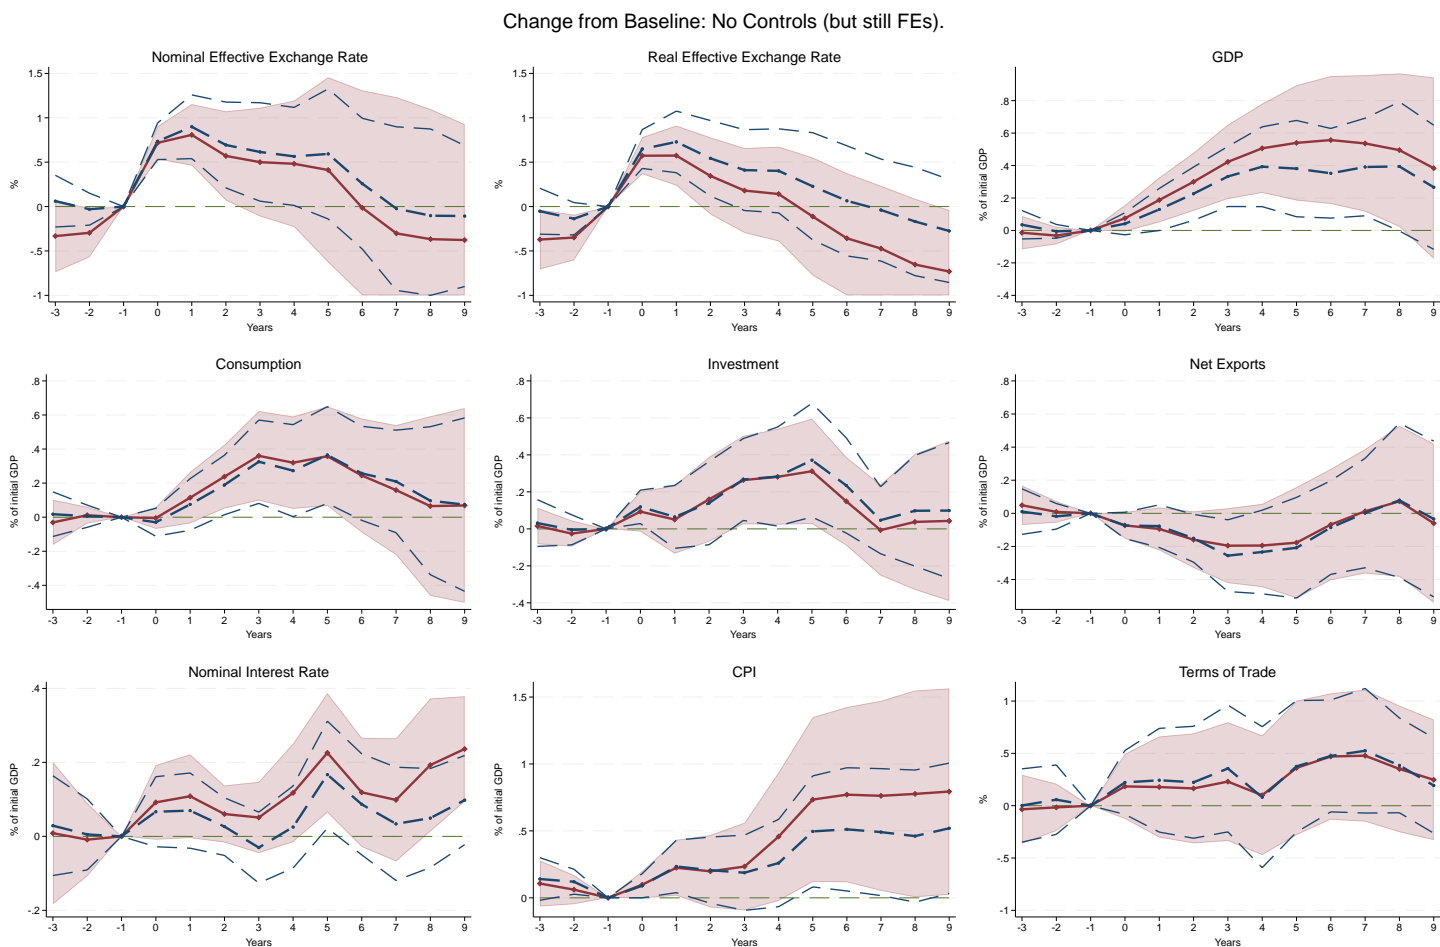 Change from Baseline: No Controls (but still FEs).
Nominal Effective Exchange Rate
1.5
1
.5
0
-.5
-1
%
-3 -2 -1 0 1 2 3 4 5 6 7 8 9
Years
Real Effective Exchange Rate
1.5
1
.5
0
-.5
-1
%
-3 -2 -1 0 1 2 3 4 5 6 7 8 9
Years
GDP
.8
.6
.4
.2
0
-.2
-.4
% of initial GDP
-3 -2 -1 0 1 2 3 4 5 6 7 8 9
Years
Consumption
.8
.6
.4
.2
0
-.2
-.4
% of initial GDP
-3 -2 -1 0 1 2 3 4 5 6 7 8 9
Years
Investment
.8
.6
.4
.2
0
-.2
-.4
% of initial GDP
-3 -2 -1 0 1 2 3 4 5 6 7 8 9
Years
Net Exports
.8
.6
.4
.2
0
-.2
-.4
% of initial GDP
-3 -2 -1 0 1 2 3 4 5 6 7 8 9
Years
Nominal Interest Rate
.4
.2
0
-.2
% of initial GDP
-3 -2 -1 0 1 2 3 4 5 6 7 8 9
Years
CPI
1.5
1
.5
0
% of initial GDP
-3 -2 -1 0 1 2 3 4 5 6 7 8 9
Years
Terms of Trade
1
.5
0
-.5
-1
%
-3 -2 -1 0 1 2 3 4 5 6 7 8 9
Years